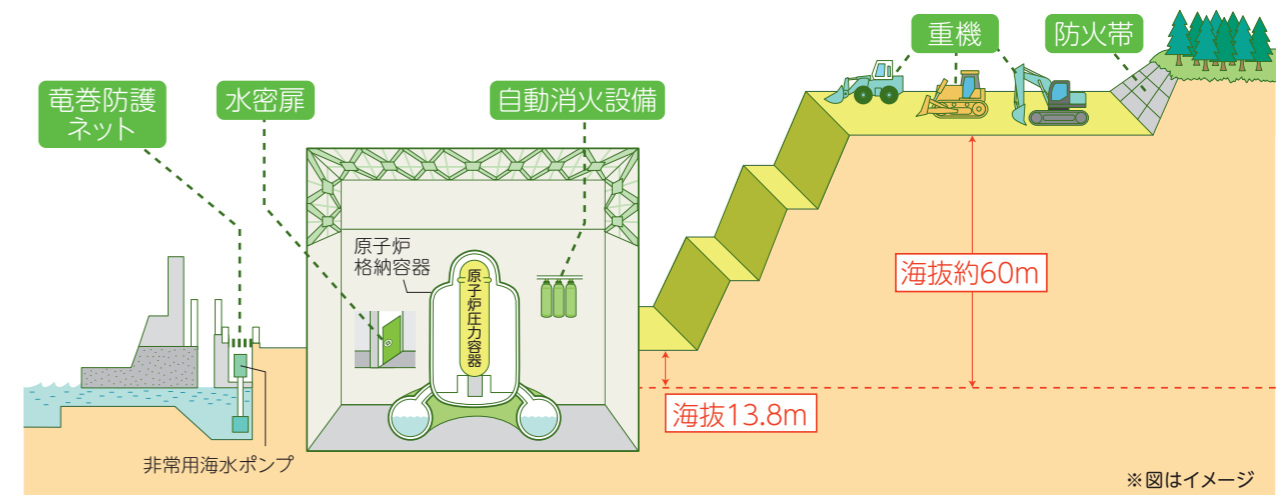 重機
防火帯
竜巻防護
ネット
水密扉
自動消火設備
原子炉
格納容器
原子炉圧力容器
海抜約60m
海抜13.8m
非常用海水ポンプ
※図はイメージ